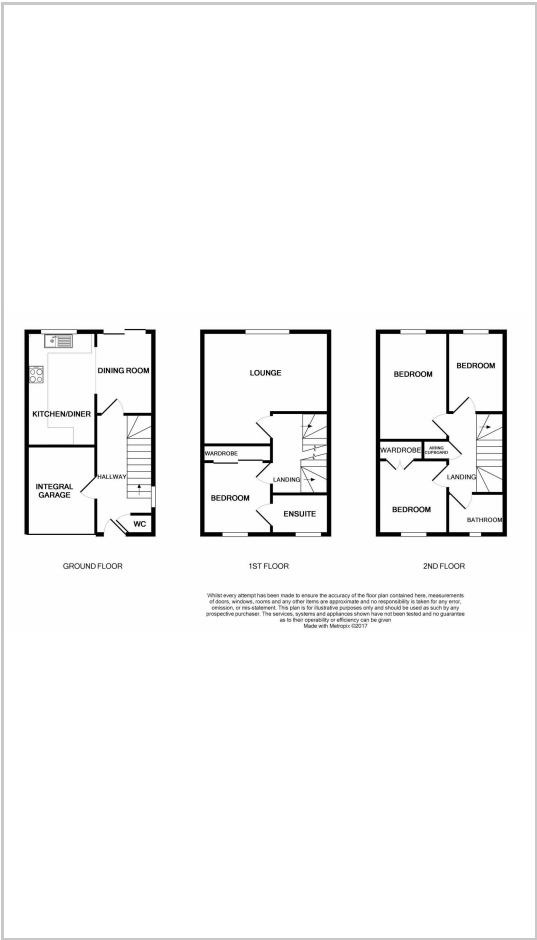 DINING ROOM
KITCHEN/DINER
INTEGRAL
GARAGE
HALLWAY
WC
GROUND FLOOR
LOUNGE
WARDROBE
LANDING
BEDROOM
ENSUITE
1ST FLOOR
BEDROOM
BEDROOM
WARDROBE
AIRING
CUPBOARD
LANDING
BEDROOM
BATHROOM
2ND FLOOR
Whilst every attempt has been made to ensure the accuracy of the floor plan contained here, measurements
of doors, windows, rooms and any other items are approximate and no responsibility is taken for any error,
omission, or mis-statement. This plan is for illustrative purposes only and should be used as such by any
prospective purchaser. The services, systems and appliances shown have not been tested and no guarantee
as to their operability or efficiency can be given
Made with Metropix ©2017